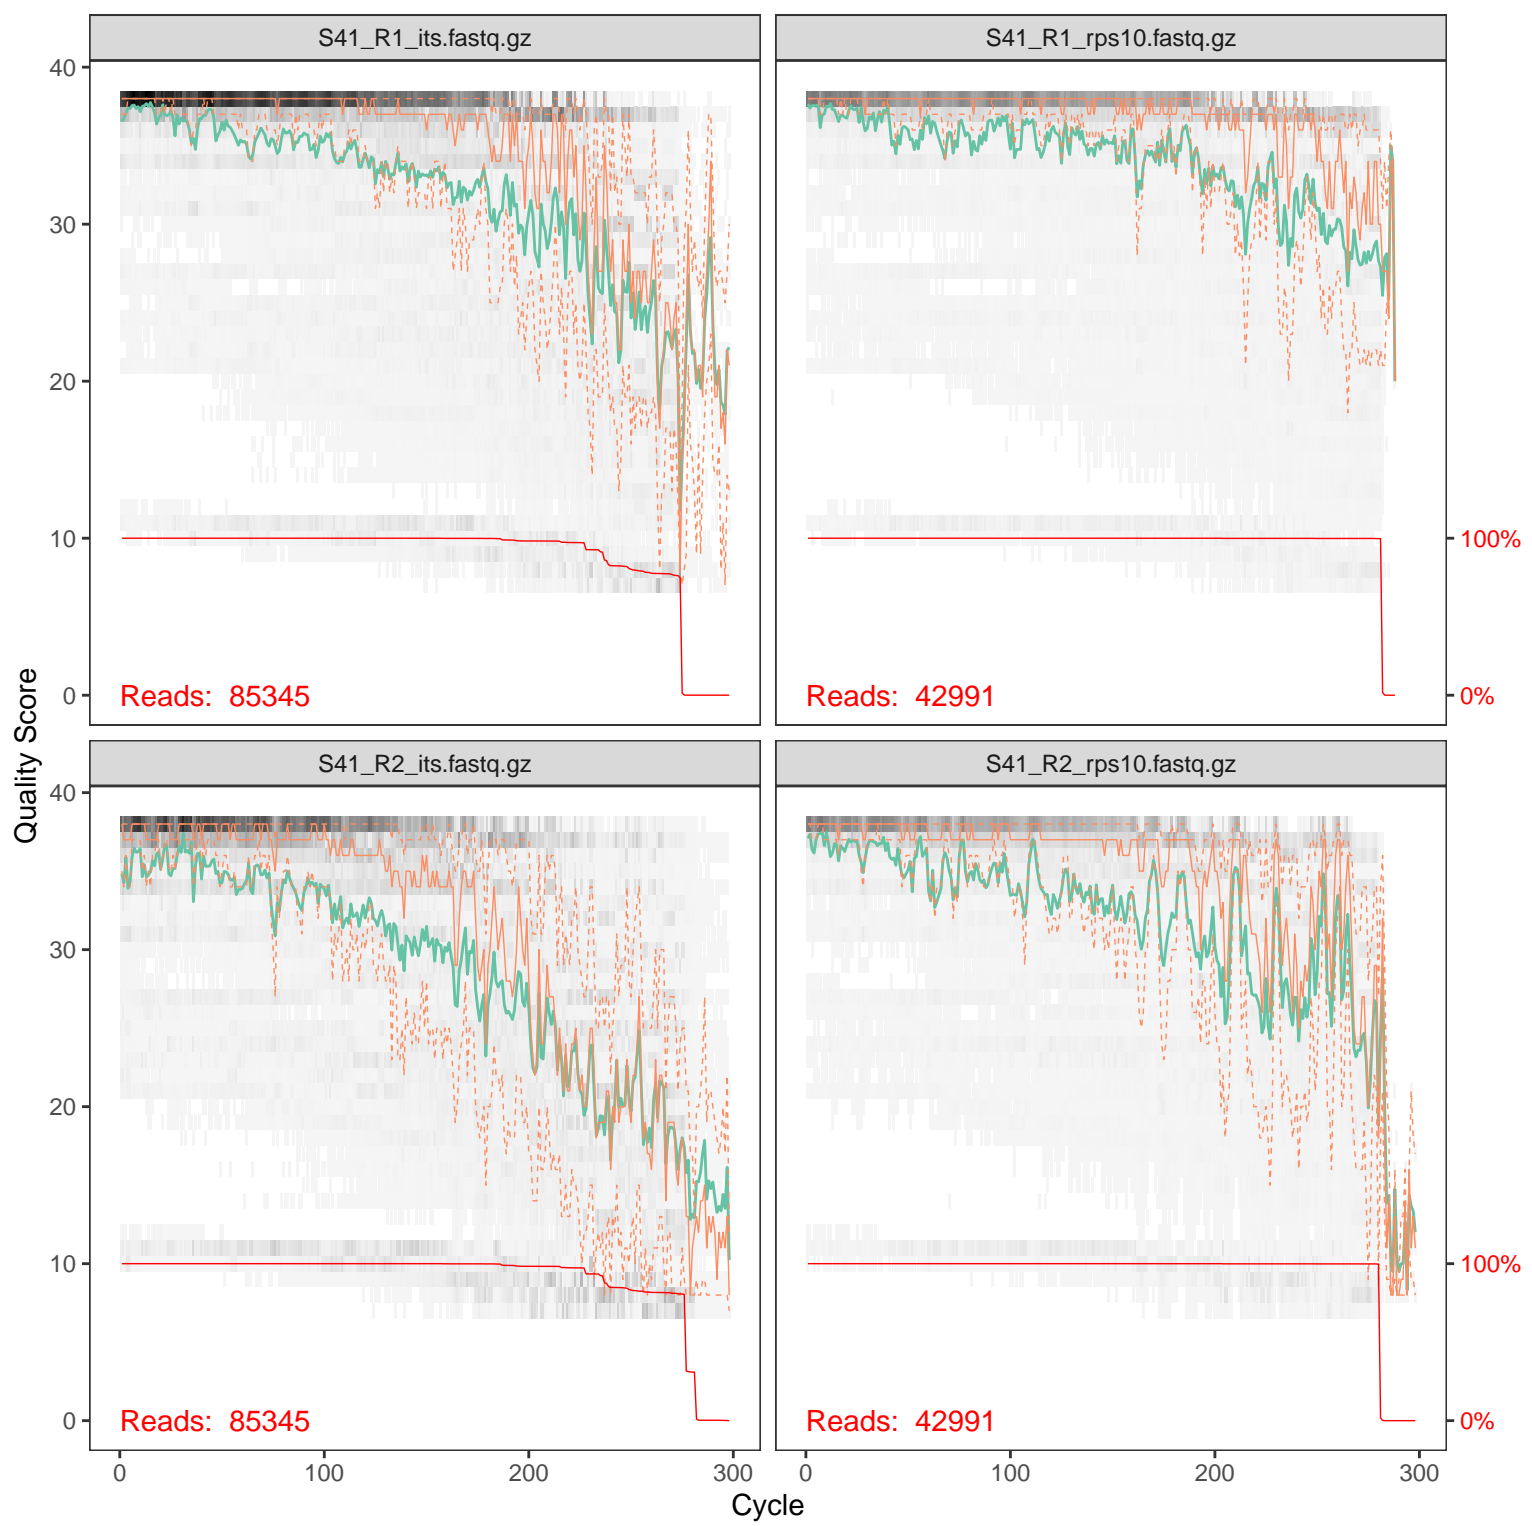 S41_R1_its.fastq.gz
S41_R1_rps10.fastq.gz
40
30
20
10
0
100%
0%
Reads: 85345
Reads: 42991
Quality Score
S41_R2_its.fastq.gz
S41_R2_rps10.fastq.gz
40
30
20
10
0
100%
0%
Reads: 85345
Reads: 42991
0
100
200
300
0
100
200
300
Cycle